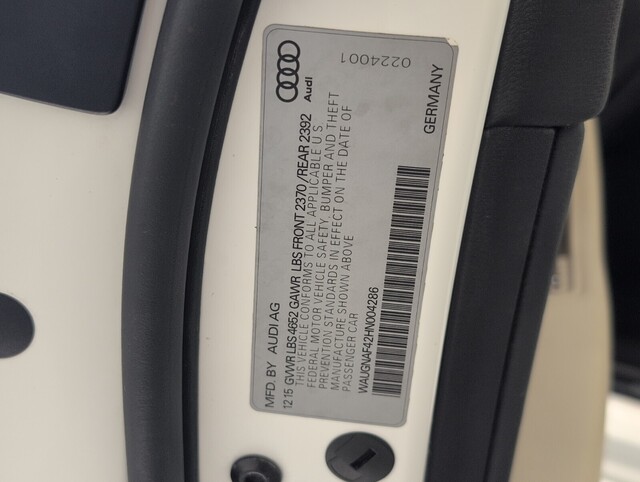 Audi
0224001
MFD. BY AUDI AG
12.15 GVWR LBS 4652 GAWR LBS FRONT 2370 / REAR 2392
THIS VEHICLE CONFORMS TO ALL APPLICABLE U S
FEDERAL MOTOR VEHICLE SAFETY, BUMPER AND THEFT
PREVENTION STANDARDS IN EFFECT ON THE DATE OF
MANUFACTURE SHOWN ABOVE
PASSENGER CAR
WAUGNAF42HN004286
GERMANY